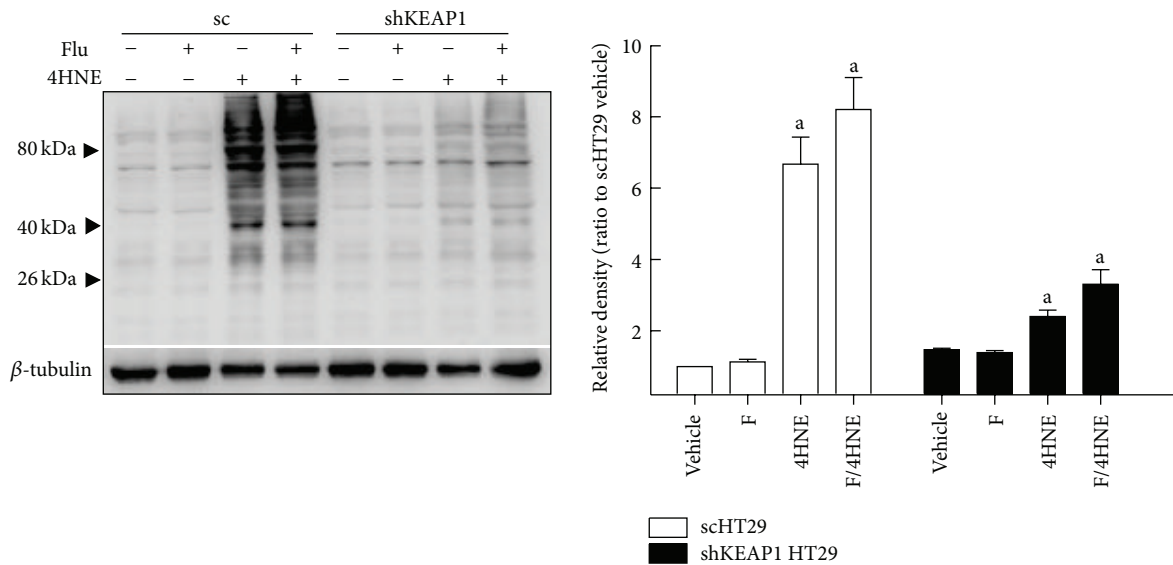 sc shKEAP1
Flu – + – + – + – +
4HNE – – + + – – + +
80 kDa
40 kDa
26 kDa
β-tubulin
Relative density (ratio to scHT29 vehicle)
10
8
6
4
2
a
a
a
a
Vehicle
F
4HNE
F/4HNE
Vehicle
F
4HNE
F/4HNE
scHT29
shKEAP1 HT29